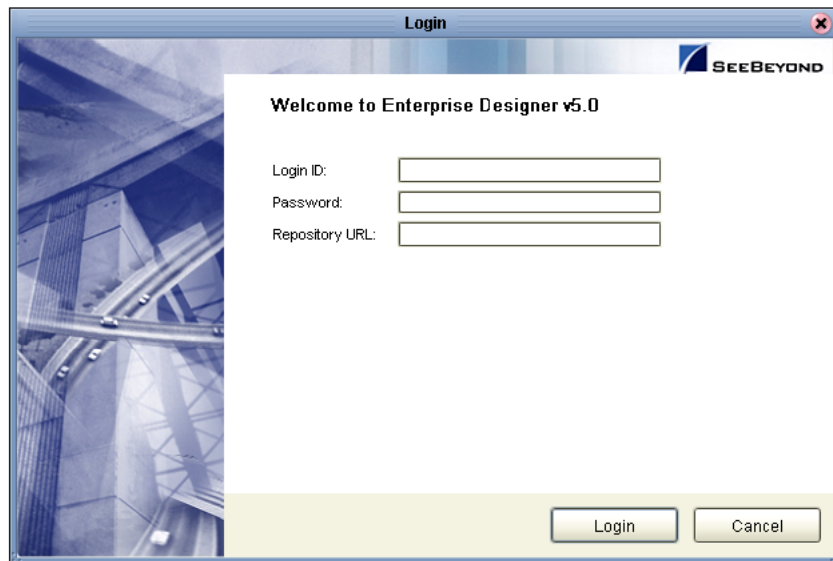 Login
SEEBEYOND
Welcome to Enterprise Designer v5.0
Login ID:
Password:
Repository URL:
Login Cancel